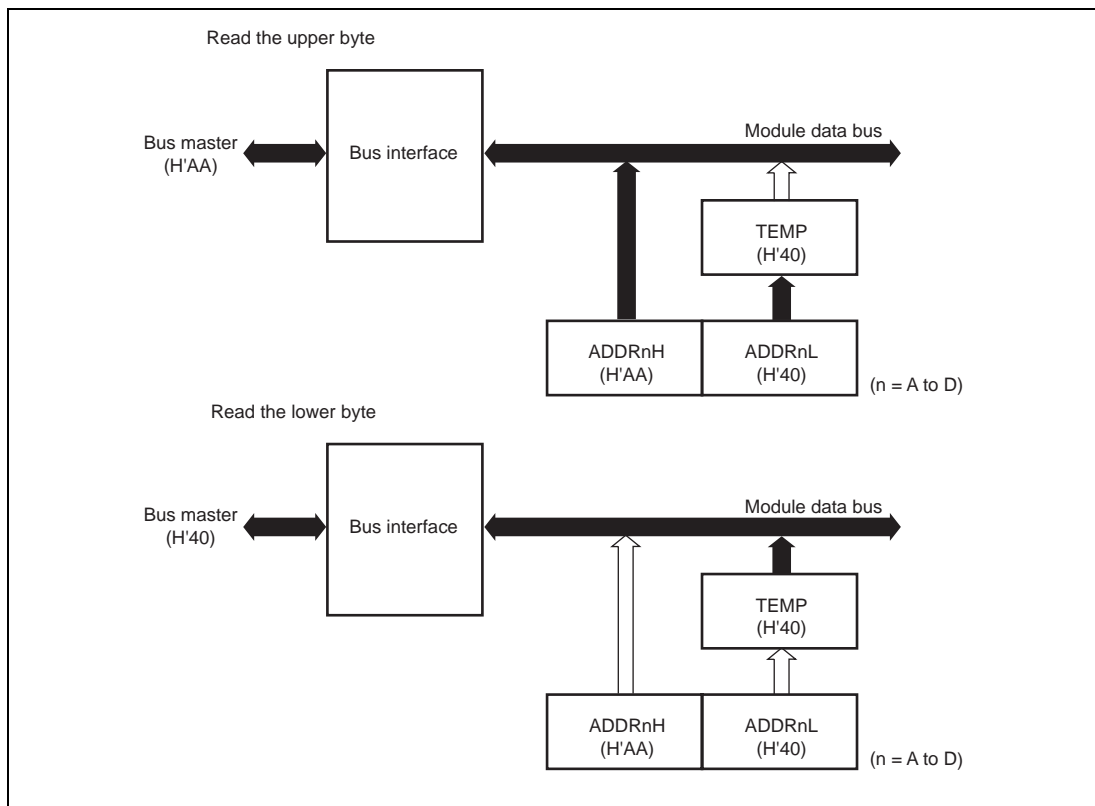 Read the upper byte
Bus master
(H'AA)
Bus interface
Module data bus
TEMP
(H'40)
ADDRnH
(H'AA)
ADDRnL
(H'40)
(n = A to D)
Read the lower byte
Bus master
(H'40)
Bus interface
Module data bus
TEMP
(H'40)
ADDRnH
(H'AA)
ADDRnL
(H'40)
(n = A to D)